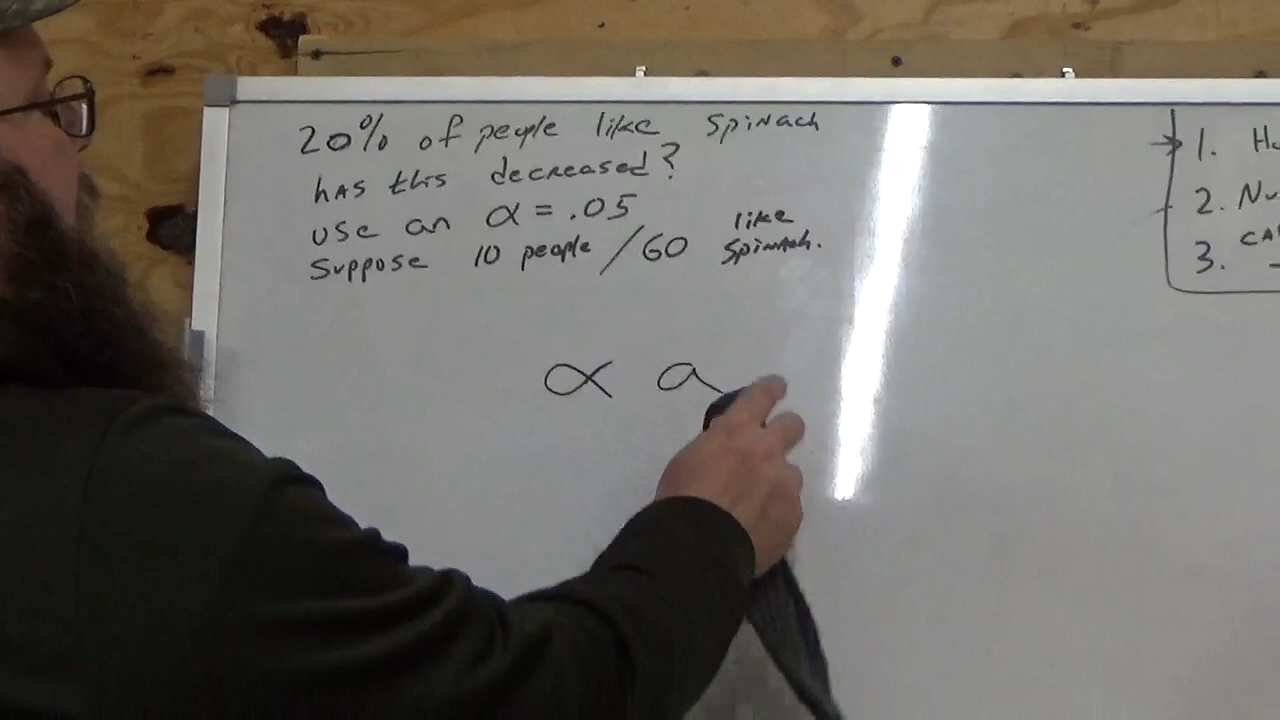 20% of people like spinach
has this decreased?
use an α = .05
suppose 10 people / 60 like spinach.
α a
1.
2.
3.